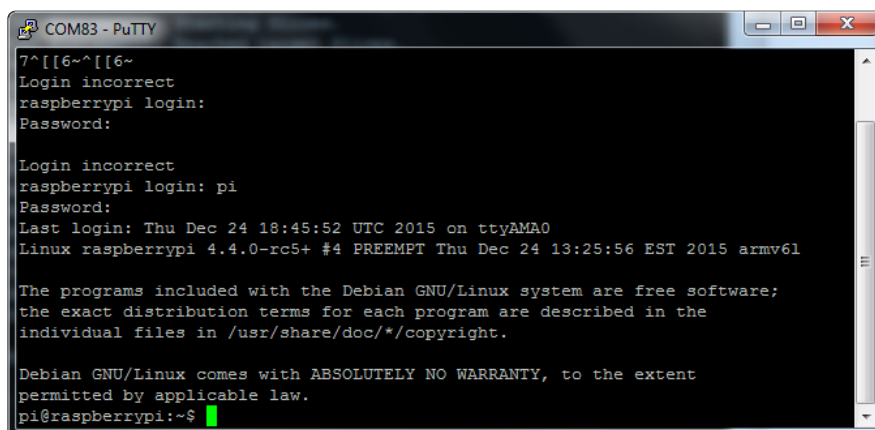 COM83 - PuTTY
7^[[6~^[[6~
Login incorrect
raspberrypi login:
Password:
Login incorrect
raspberrypi login: pi
Password:
Last login: Thu Dec 24 18:45:52 UTC 2015 on ttyAMA0
Linux raspberrypi 4.4.0-rc5+ #4 PREEMPT Thu Dec 24 13:25:56 EST 2015 armv6l
The programs included with the Debian GNU/Linux system are free software;
the exact distribution terms for each program are described in the
individual files in /usr/share/doc/*/copyright.
Debian GNU/Linux comes with ABSOLUTELY NO WARRANTY, to the extent
permitted by applicable law.
pi@raspberrypi:~$